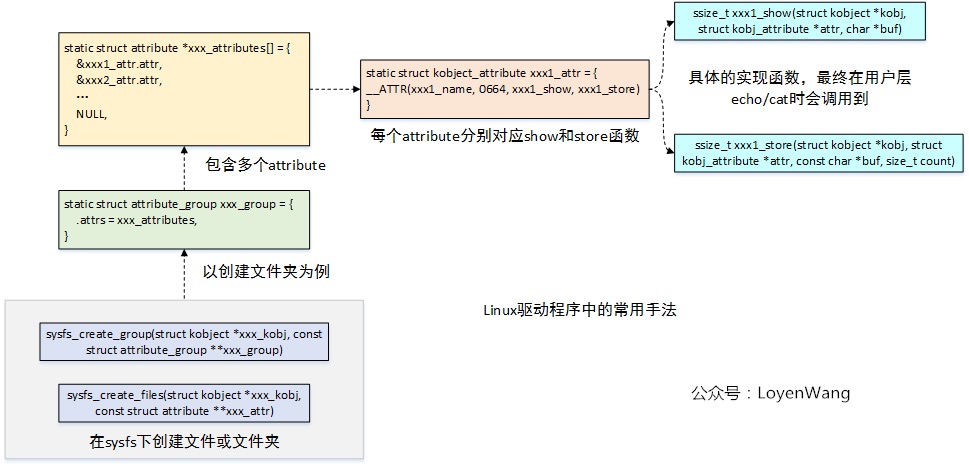 static struct attribute *xxx_attributes[] = {
&xxx1_attr.attr,
&xxx2_attr.attr,
...
NULL,
}
包含多个attribute
static struct attribute_group xxx_group = {
.attrs = xxx_attributes,
}
以创建文件夹为例
sysfs_create_group(struct kobject *xxx_kobj, const
struct attribute_group **xxx_group)
sysfs_create_files(struct kobject *xxx_kobj,
const struct attribute **xxx_attr)
在sysfs下创建文件或文件夹
static struct kobject_attribute xxx1_attr = {
__ATTR(xxx1_name, 0664, xxx1_show, xxx1_store)
}
每个attribute分别对应show和store函数
ssize_t xxx1_show(struct kobject *kobj,
struct kobj_attribute *attr, char *buf)
具体的实现函数，最终在用户层
echo/cat时会调用到
ssize_t xxx1_store(struct kobject *kobj, struct
kobj_attribute *attr, const char *buf, size_t count)
Linux驱动程序中的常用手法
公众号：LoyenWang